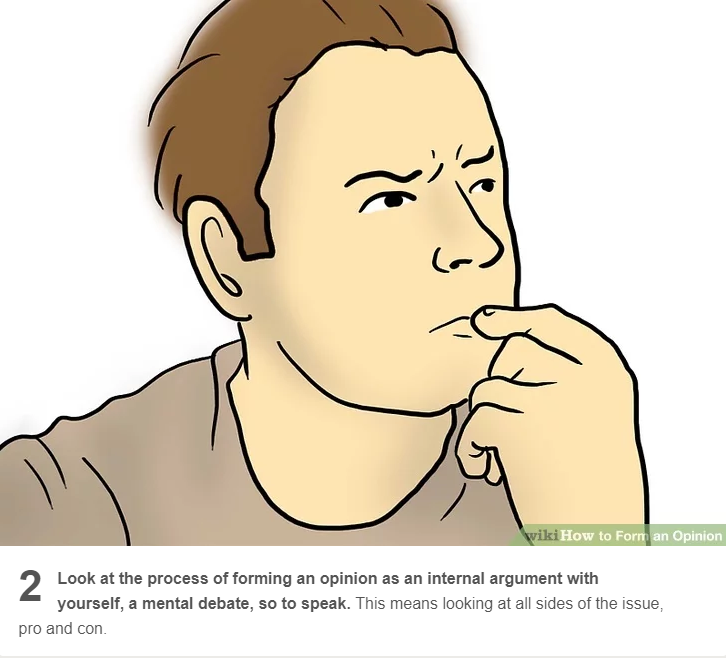 wikiHow to Form an Opinion
2 Look at the process of forming an opinion as an internal argument with
yourself, a mental debate, so to speak. This means looking at all sides of the issue,
pro and con.